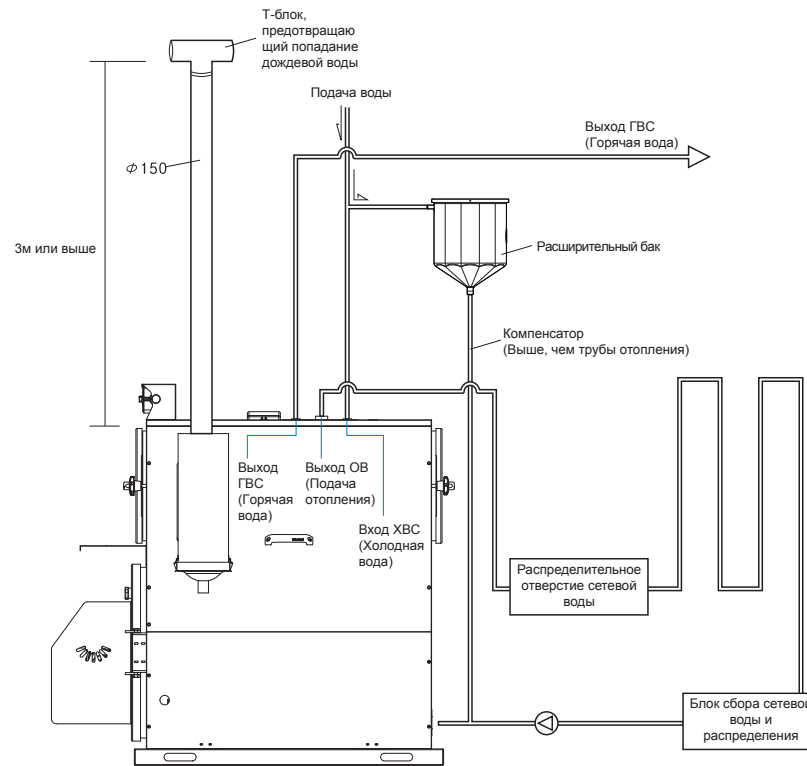 Т-блок,
предотвращаю
щий попадание
дождевой воды
Подача воды
Выход ГВС
(Горячая вода)
Φ150
3м или выше
Расширительный бак
Компенсатор
(Выше, чем трубы отопления)
Выход
ГВС
(Горячая
вода)
Выход ОВ
(Подача
отопления)
Вход ХВС
(Холодная
вода)
Распределительное
отверстие сетевой
воды
Блок сбора сетевой
воды и
распределения